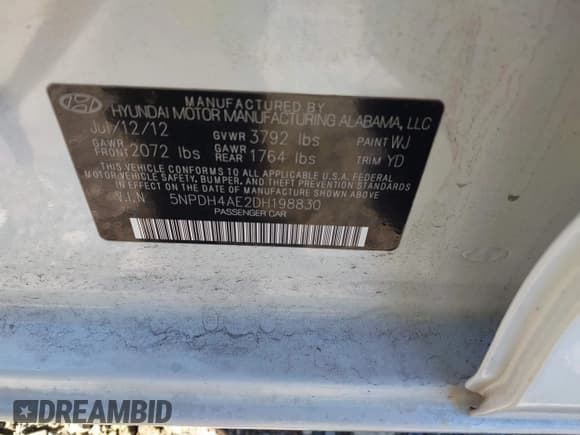 MANUFACTURED BY
HYUNDAI MOTOR MANUFACTURING ALABAMA, LLC
JUl/12/12 GVWR 3792 lbs PAINT WJ
GAWR FRONT 2072 lbs GAWR REAR 1764 lbs TRIM YD
THIS VEHICLE CONFORMS TO ALL APPLICABLE U.S.A. FEDERAL
MOTOR VEHICLE SAFETY, BUMPER, AND THEFT PREVENTION STANDARDS
IN EFFECT ON THE DATE OF MANUFACTURE SHOWN ABOVE.
V.I.N 5NPDH4AE2DH198830
PASSENGER CAR
DREAMBID